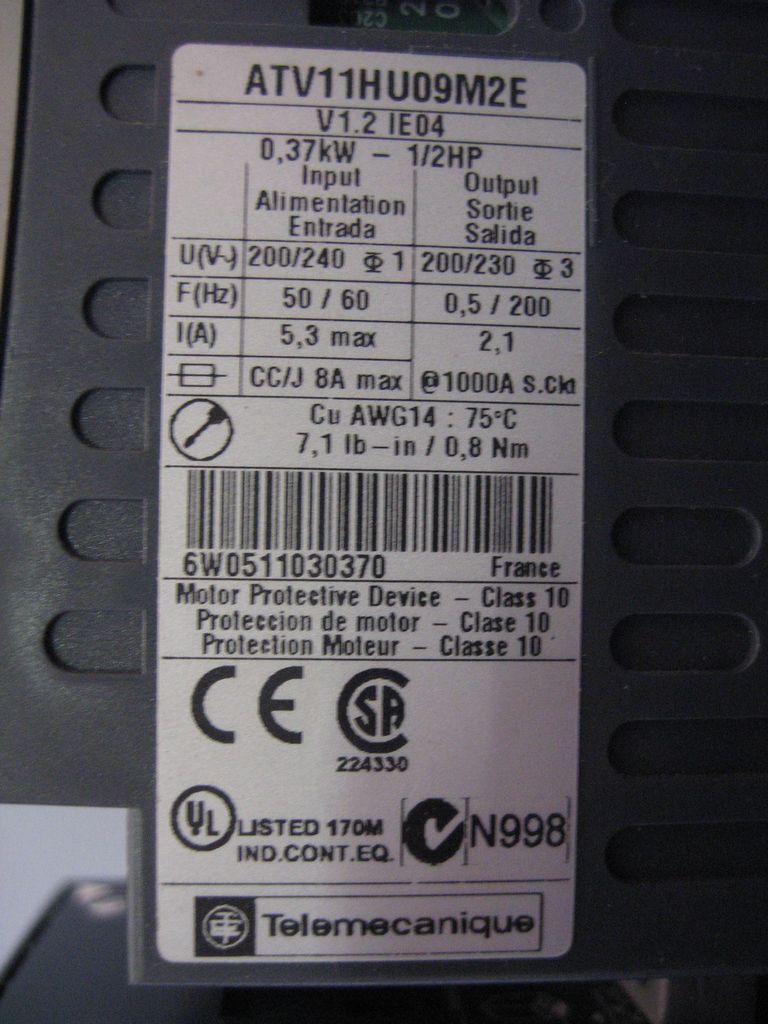 ATV11HU09M2E
V1.2 IE04
0,37kW – 1/2HP
Input Output
Alimentation Sortie
Entrada Salida
U(V~) 200/240 Φ 1 200/230 Φ 3
F(Hz) 50 / 60 0,5 / 200
I(A) 5,3 max 2,1
CC/J 8A max @1000A S.Ckt
Cu AWG14 : 75°C
7,1 lb–in / 0,8 Nm
6W0511030370 France
Motor Protective Device – Class 10
Proteccion de motor – Clase 10
Protection Moteur – Classe 10
CE SA
224330
UL LISTED 170M N998
IND.CONT.EQ.
Telemecanique